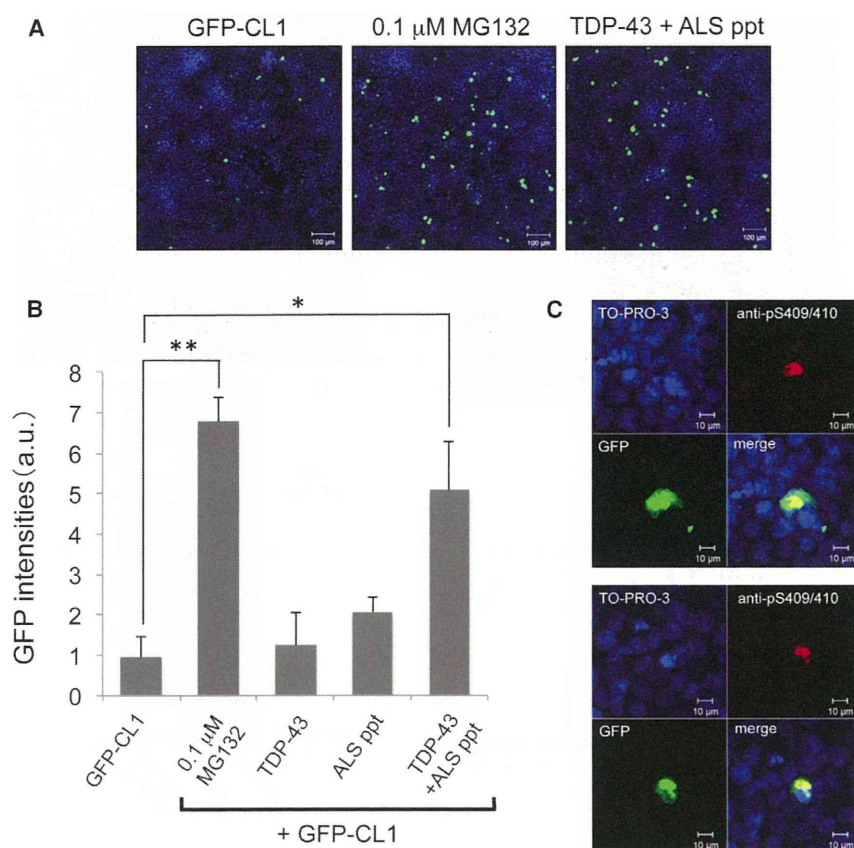 A
GFP-CL1
0.1 μM MG132
TDP-43 + ALS ppt
100 μm
100 μm
100 μm
B
*
**
GFP intensities (a.u.)
8
7
6
5
4
3
2
1
0
GFP-CL1
0.1 μM
MG132
TDP-43
ALS ppt
TDP-43
+ALS ppt
+ GFP-CL1
C
TO-PRO-3
anti-pS409/410
10 μm
10 μm
GFP
merge
10 μm
10 μm
TO-PRO-3
anti-pS409/410
10 μm
10 μm
GFP
merge
10 μm
10 μm